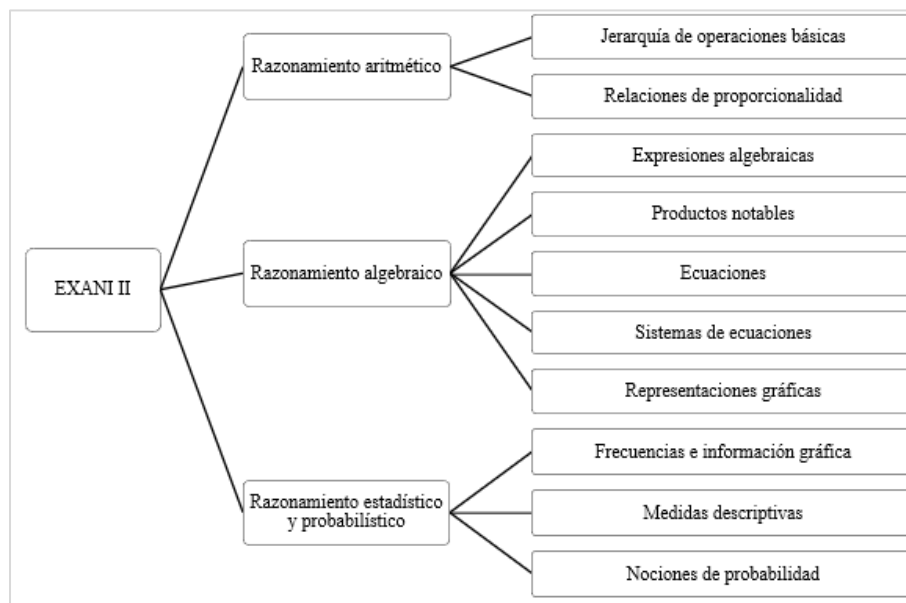 EXANI II
Razonamiento aritmético
Jerarquía de operaciones básicas
Relaciones de proporcionalidad
Razonamiento algebraico
Expresiones algebraicas
Productos notables
Ecuaciones
Sistemas de ecuaciones
Representaciones gráficas
Razonamiento estadístico
y probabilístico
Frecuencias e información gráfica
Medidas descriptivas
Nociones de probabilidad